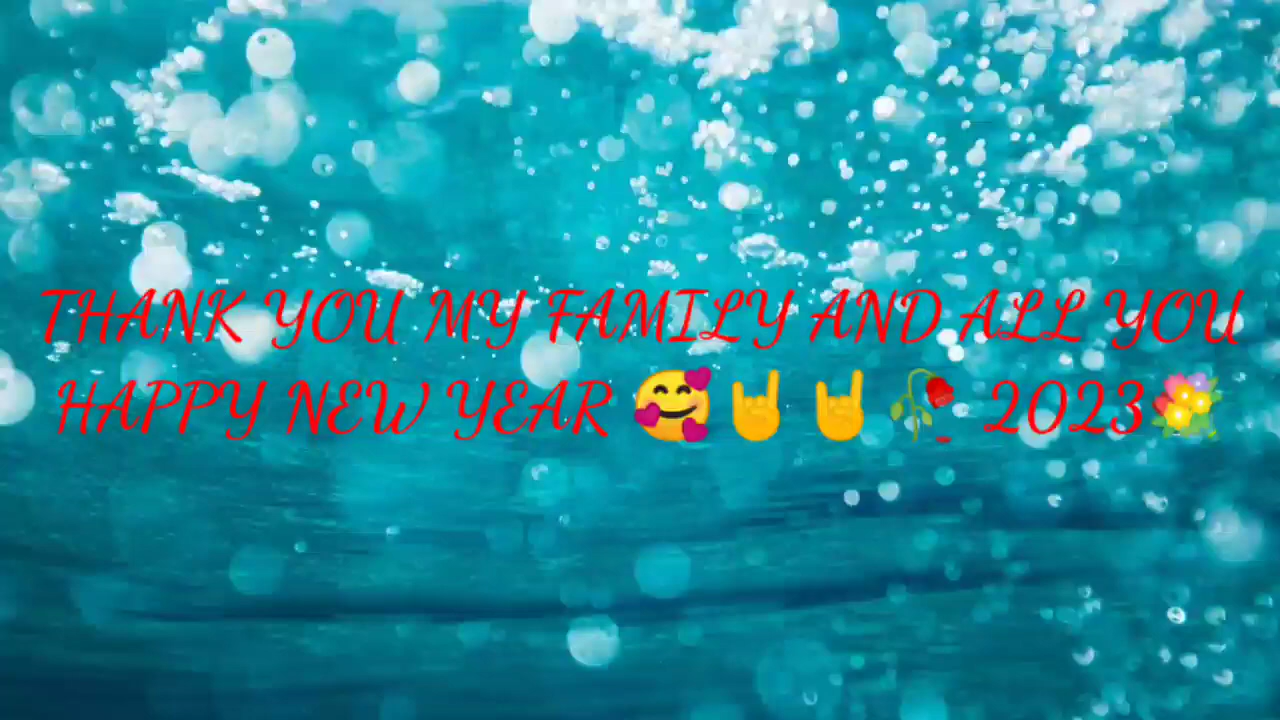 THANK YOU MY FAMILY AND ALL YOU
HAPPY NEW YEAR 🥰🤘🤘🥀 2023💐